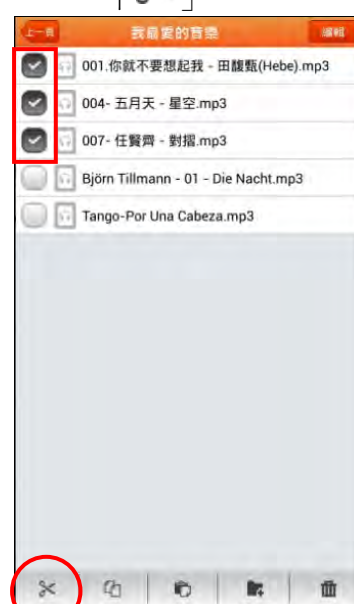 上一頁 我最愛的音樂 編輯
001.你就不要想起我 - 田馥甄(Hebe).mp3
004- 五月天 - 星空.mp3
007- 任賢齊 - 對摺.mp3
Björn Tillmann - 01 - Die Nacht.mp3
Tango-Por Una Cabeza.mp3